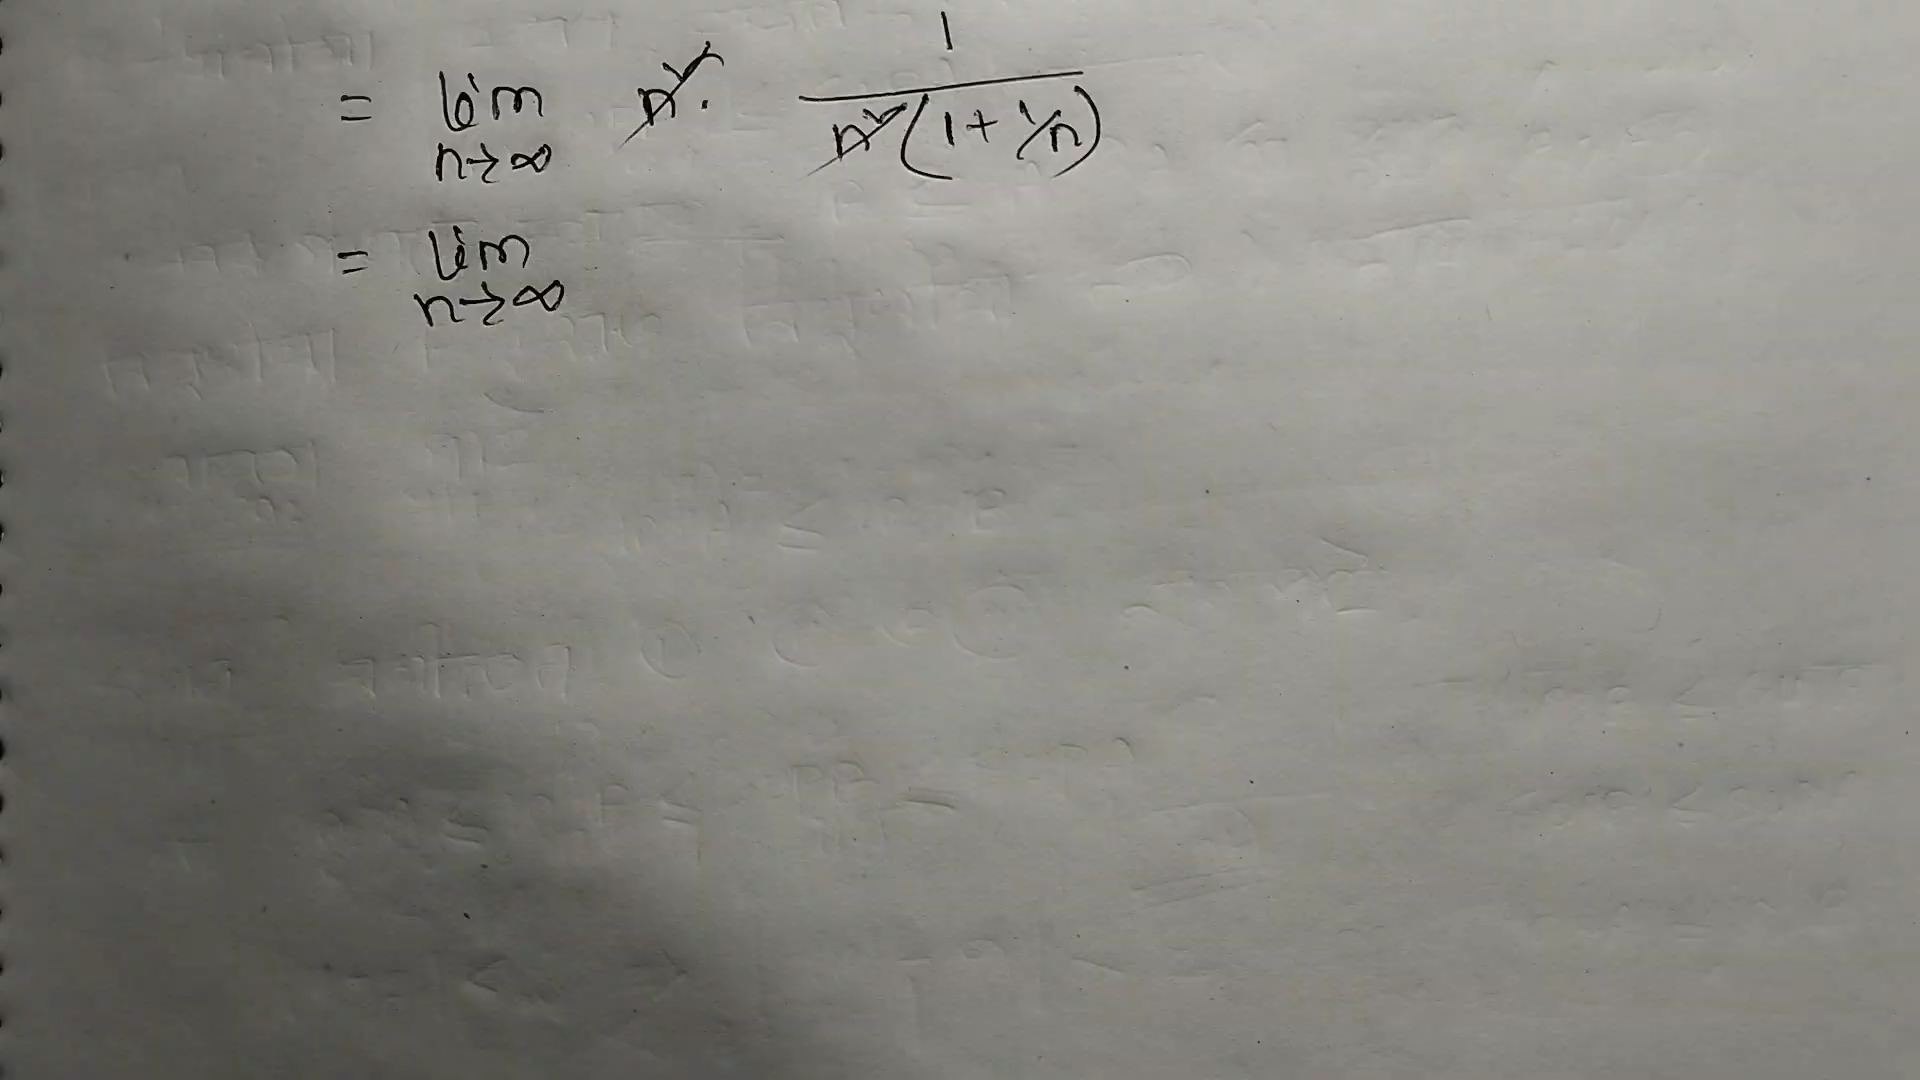 = lim n→∞ n². 1/n²(1+1/n)
= lim n→∞